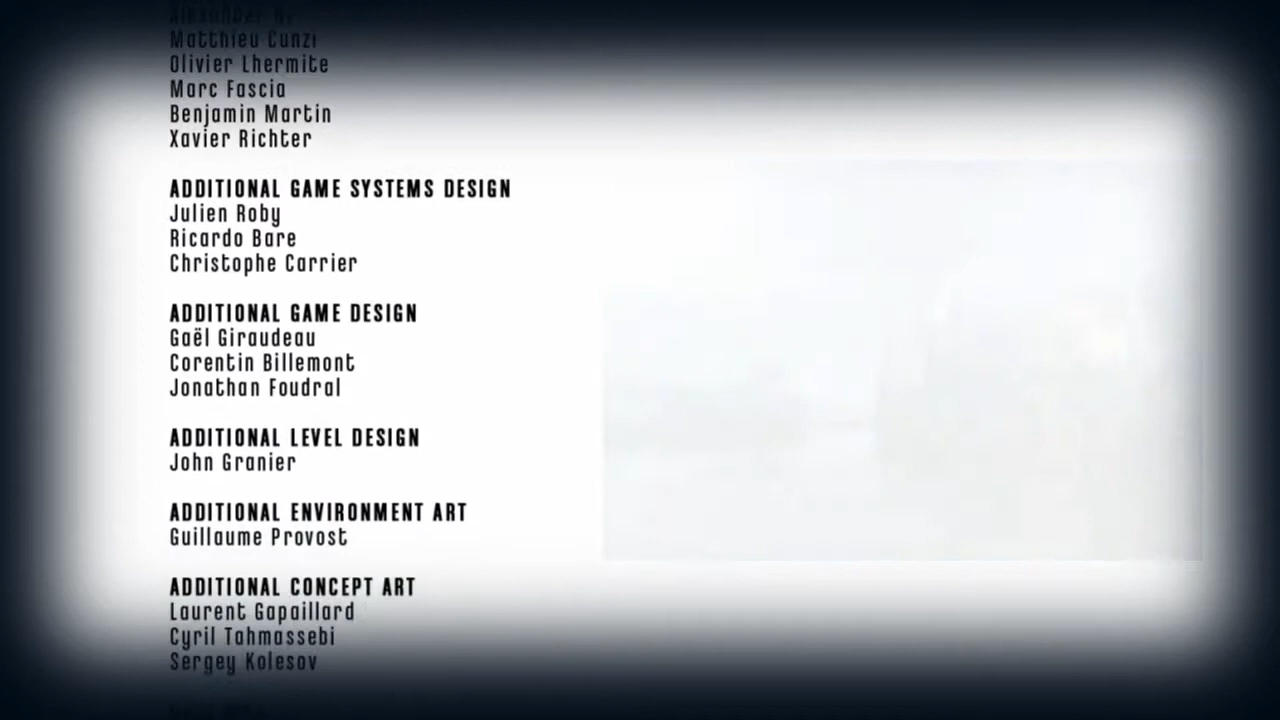 Matthieu Cunzi
Olivier Lhermite
Marc Fascia
Benjamin Martin
Xavier Richter
ADDITIONAL GAME SYSTEMS DESIGN
Julien Roby
Ricardo Bare
Christophe Carrier
ADDITIONAL GAME DESIGN
Gaël Giraudeau
Corentin Billemont
Jonathan Foudral
ADDITIONAL LEVEL DESIGN
John Granier
ADDITIONAL ENVIRONMENT ART
Guillaume Provost
ADDITIONAL CONCEPT ART
Laurent Gapaillard
Cyril Tahmassebi
Sergey Kolesov